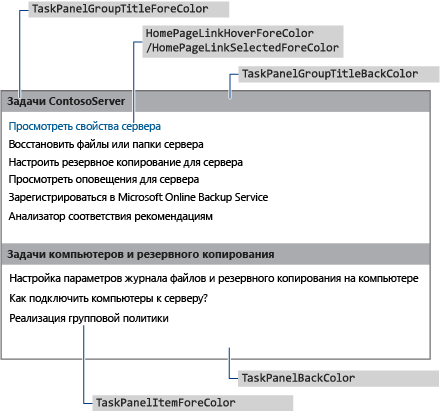 TaskPanelGroupTitleForeColor
HomePageLinkHoverForeColor
/HomePageLinkSelectedForeColor
TaskPanelGroupTitleBackColor
Задачи ContosoServer
Просмотреть свойства сервера
Восстановить файлы или папки сервера
Настроить резервное копирование для сервера
Просмотреть оповещения для сервера
Зарегистрироваться в Microsoft Online Backup Service
Анализатор соответствия рекомендациям
Задачи компьютеров и резервного копирования
Настройка параметров журнала файлов и резервного копирования на компьютере
Как подключить компьютеры к серверу?
Реализация групповой политики
TaskPanelBackColor
TaskPanelItemForeColor